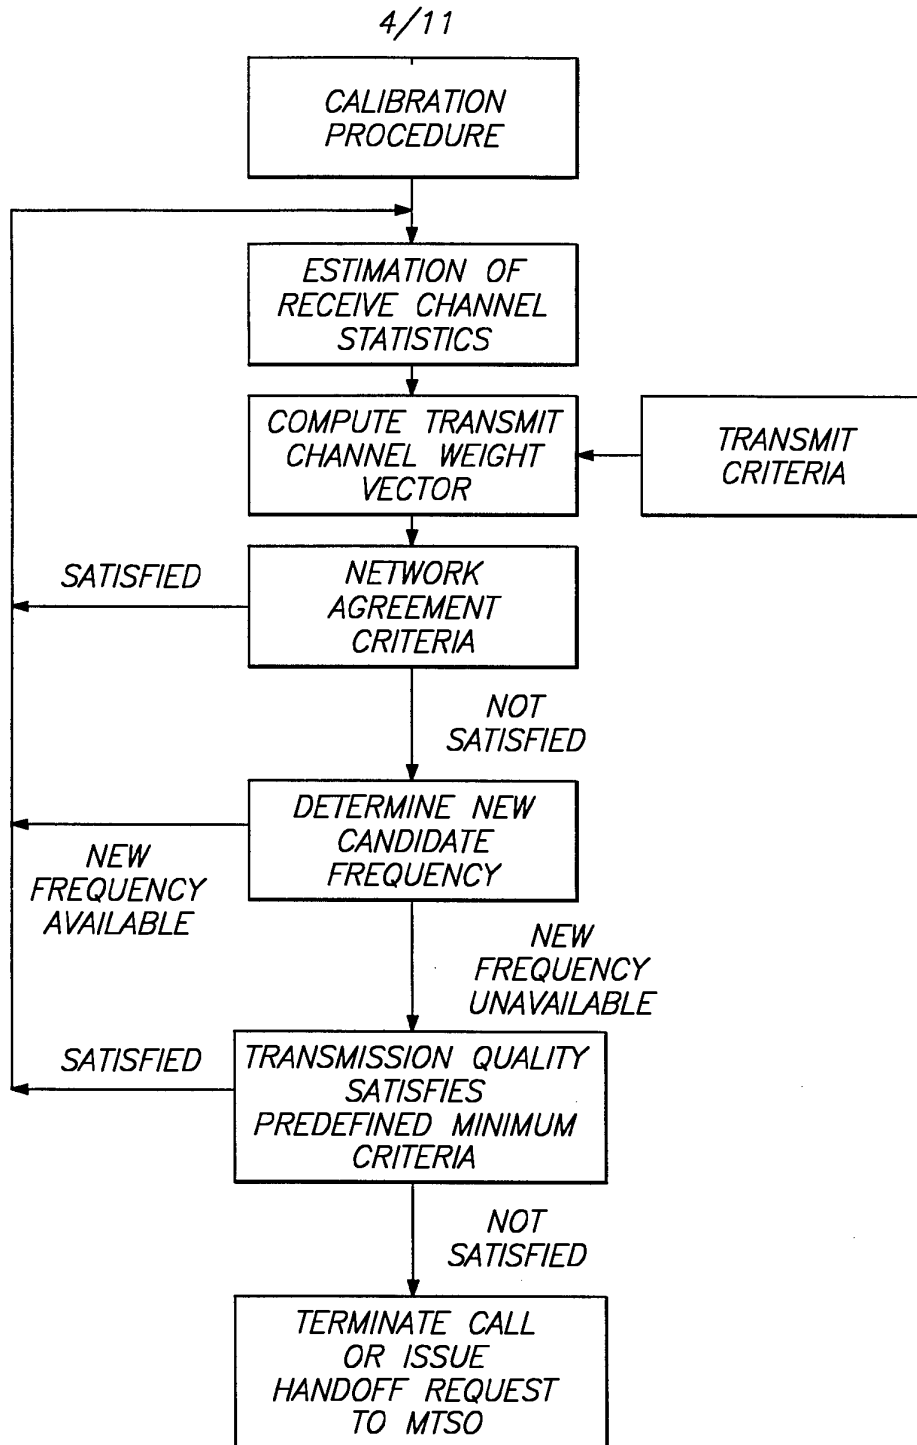 4/11
CALIBRATION
PROCEDURE
ESTIMATION OF
RECEIVE CHANNEL
STATISTICS
COMPUTE TRANSMIT
CHANNEL WEIGHT
VECTOR
TRANSMIT
CRITERIA
SATISFIED
NETWORK
AGREEMENT
CRITERIA
NOT
SATISFIED
DETERMINE NEW
CANDIDATE
FREQUENCY
NEW
FREQUENCY
AVAILABLE
NEW
FREQUENCY
UNAVAILABLE
SATISFIED
TRANSMISSION QUALITY
SATISFIES
PREDEFINED MINIMUM
CRITERIA
NOT
SATISFIED
TERMINATE CALL
OR ISSUE
HANDOFF REQUEST
TO MTSO